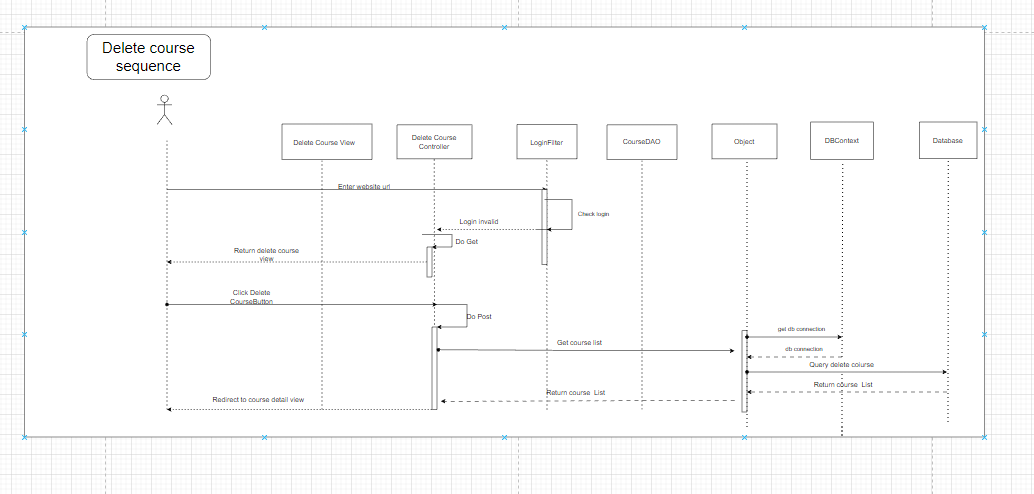 Delete course
sequence
Delete Course View
Delete Course
Controller
LoginFilter
CourseDAO
Object
DBContext
Database
Enter website url
Check login
Login invalid
Do Get
Return delete course
view
Click Delete
CourseButton
Do Post
get db connection
Get course list
db connection
Query delete coiurse
Return course List
Return course List
Redirect to course detail view